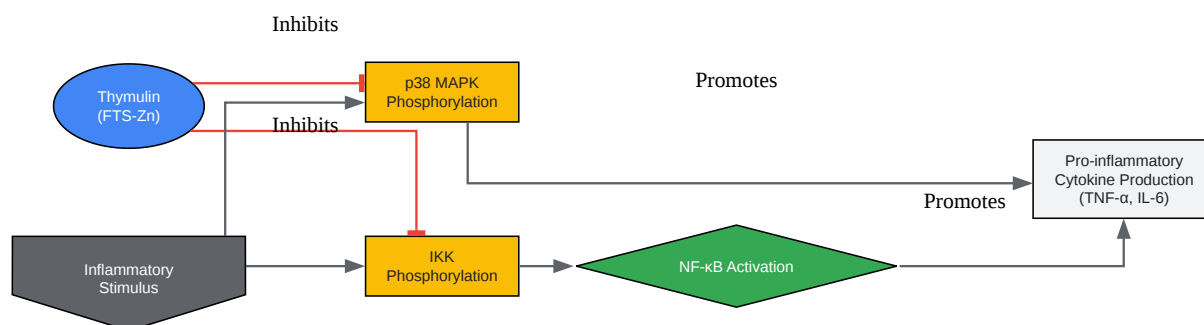 Inhibits
Thymulin
(FTS-Zn)
p38 MAPK
Phosphorylation
Promotes
Inhibits
Pro-inflammatory
Cytokine Production
(TNF-α, IL-6)
Promotes
Inflammatory
Stimulus
IKK
Phosphorylation
NF-κB Activation